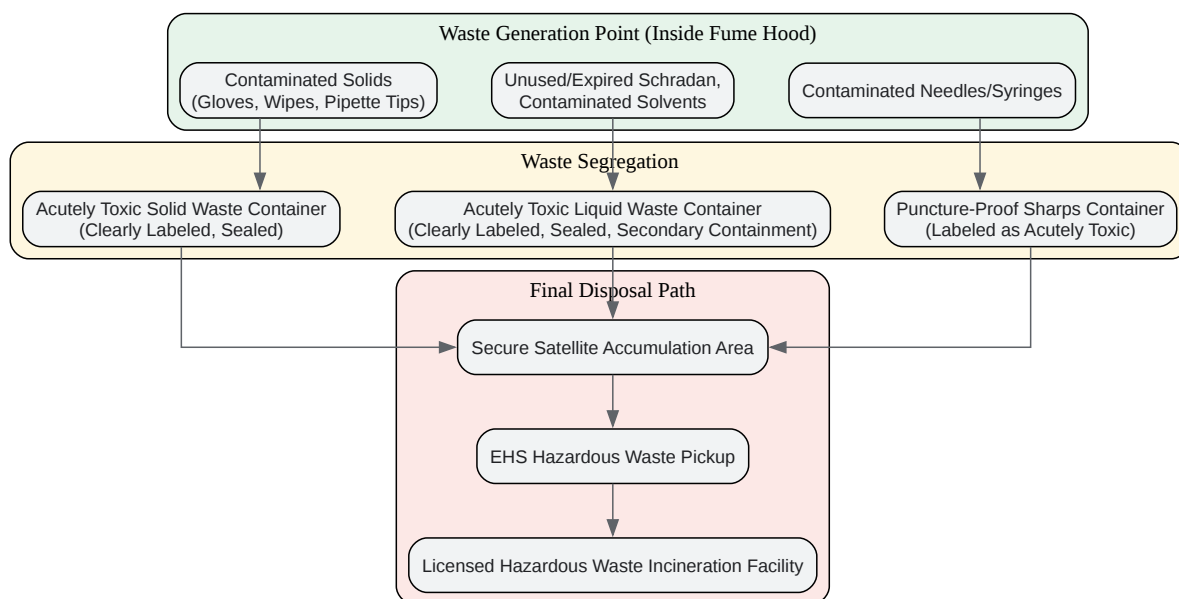 Waste Generation Point (Inside Fume Hood)
Contaminated Solids
(Gloves, Wipes, Pipette Tips)
Unused/Expired Schradan,
Contaminated Solvents
Contaminated Needles/Syringes
Waste Segregation
Acutely Toxic Solid Waste Container
(Clearly Labeled, Sealed)
Acutely Toxic Liquid Waste Container
(Clearly Labeled, Sealed, Secondary Containment)
Puncture-Proof Sharps Container
(Labeled as Acutely Toxic)
Final Disposal Path
Secure Satellite Accumulation Area
EHS Hazardous Waste Pickup
Licensed Hazardous Waste Incineration Facility